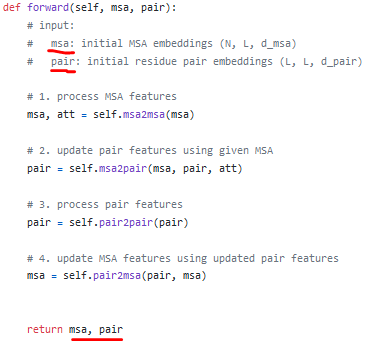 def forward(self, msa, pair):
# input:
#   msa: initial MSA embeddings (N, L, d_msa)
#   pair: initial residue pair embeddings (L, L, d_pair)
# 1. process MSA features
msa, att = self.msa2msa(msa)
# 2. update pair features using given MSA
pair = self.msa2pair(msa, pair, att)
# 3. process pair features
pair = self.pair2pair(pair)
# 4. update MSA features using updated pair features
msa = self.pair2msa(pair, msa)
return msa, pair